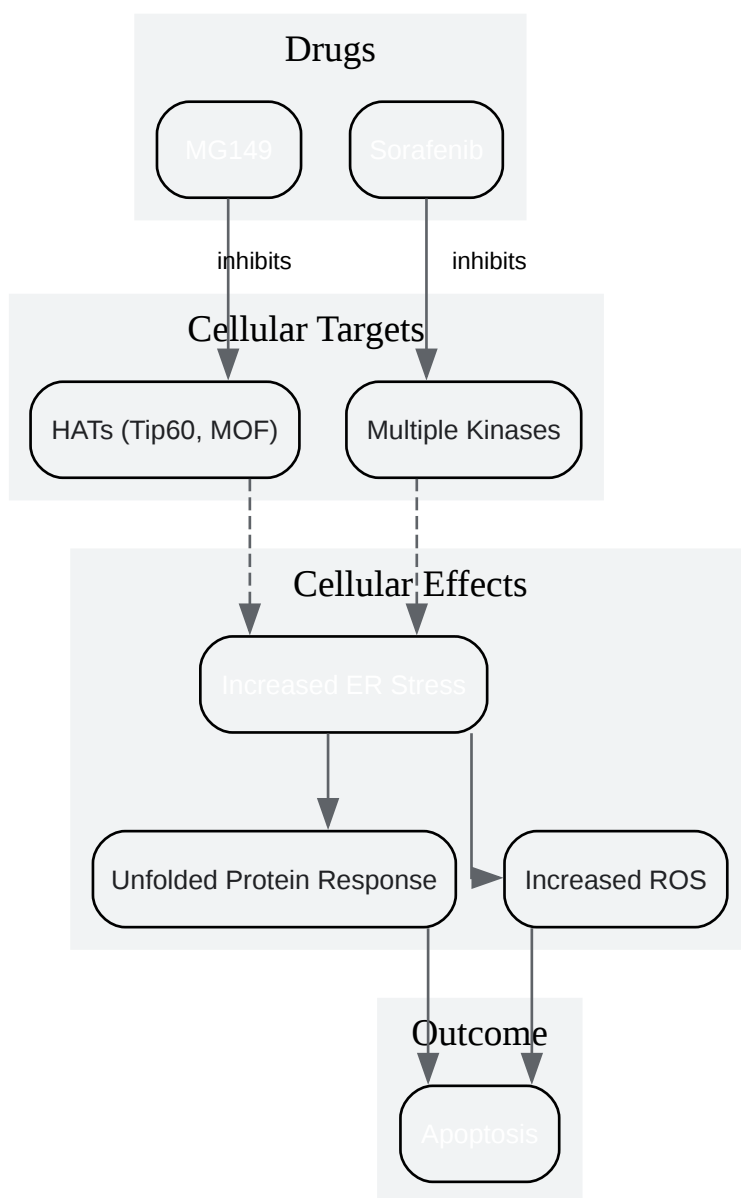 Drugs
MG149
Sorafenib
inhibits
inhibits
Cellular Targets
HATs (Tip60, MOF)
Multiple Kinases
Cellular Effects
Increased ER Stress
Unfolded Protein Response
Increased ROS
Outcome
Apoptosis